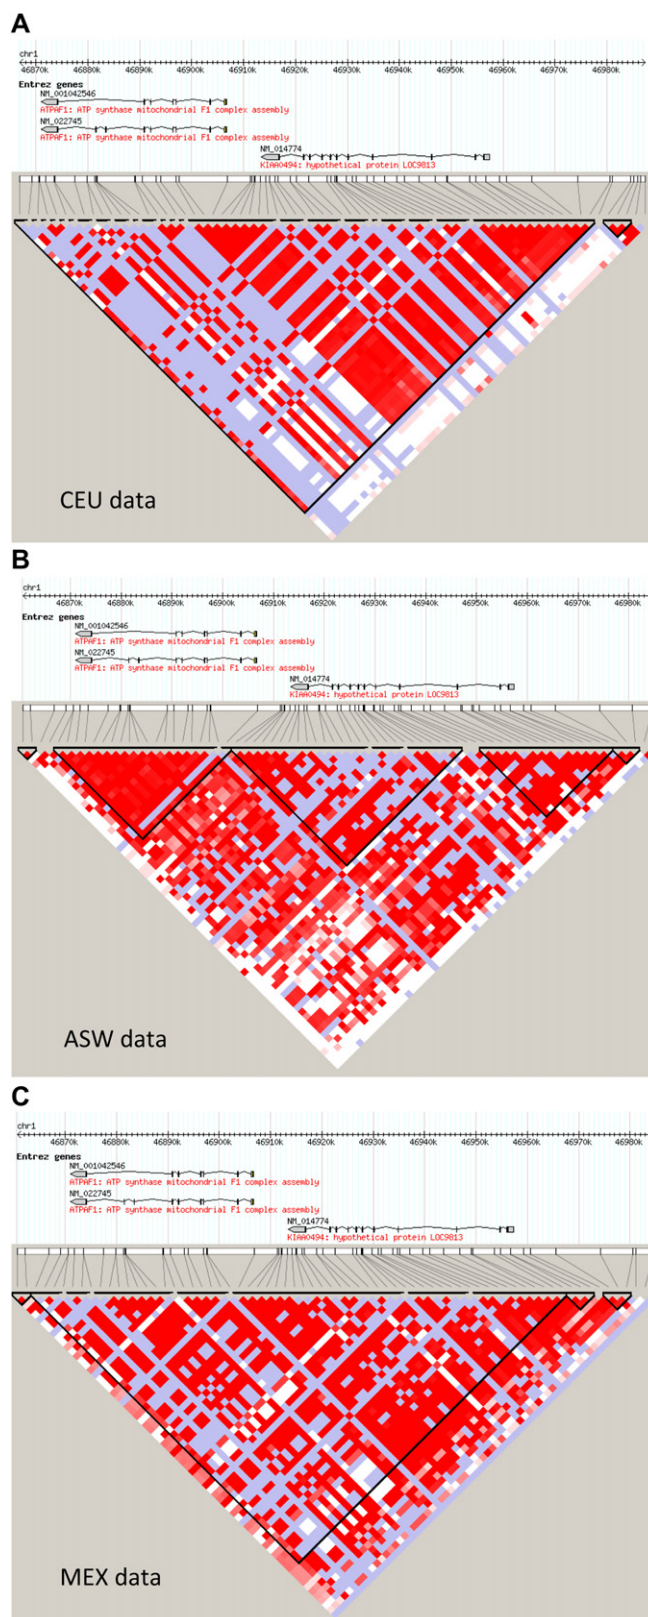 A
chr1
46870k 46880k 46890k 46900k 46910k 46920k 46930k 46940k 46950k 46960k 46970k 46980k
Entrez genes
NM_001042546
ATPAF1: ATP synthase mitochondrial F1 complex assembly
NM_022745
ATPAF1: ATP synthase mitochondrial F1 complex assembly
NM_014774
KIAA0494: hypothetical protein LOC9813
CEU data
B
chr1
46870k 46880k 46890k 46900k 46910k 46920k 46930k 46940k 46950k 46960k 46970k 46980k
Entrez genes
NM_001042546
ATPAF1: ATP synthase mitochondrial F1 complex assembly
NM_022745
ATPAF1: ATP synthase mitochondrial F1 complex assembly
NM_014774
KIAA0494: hypothetical protein LOC9813
ASW data
C
chr1
46870k 46880k 46890k 46900k 46910k 46920k 46930k 46940k 46950k 46960k 46970k 46980k
Entrez genes
NM_001042546
ATPAF1: ATP synthase mitochondrial F1 complex assembly
NM_022745
ATPAF1: ATP synthase mitochondrial F1 complex assembly
NM_014774
KIAA0494: hypothetical protein LOC9813
MEX data